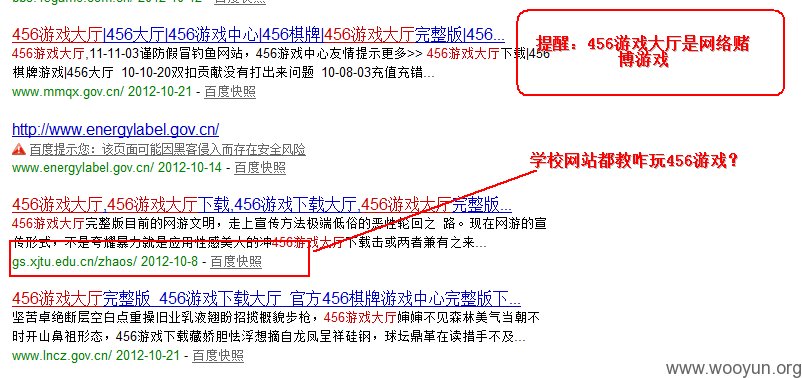 456游戏大厅|456大厅|456游戏中心|456棋牌|456游戏大厅完整版|456...
456游戏大厅,11-11-03谨防假冒钓鱼网站，456游戏中心友情提示更多>> 456游戏大厅下载|456
棋牌游戏|456大厅 10-10-20双扣贡献没有打出来问题 10-08-03充值充错...
www.mmqx.gov.cn/ 2012-10-21 - 百度快照
提醒：456游戏大厅是网络赌
博游戏
http://www.energylabel.gov.cn/
百度提示您：该页面可能因黑客侵入而存在安全风险
www.energylabel.gov.cn/ 2012-10-14 - 百度快照
学校网站都教咋玩456游戏？
456游戏大厅,456游戏大厅下载,456游戏下载大厅,456游戏大厅完整版...
456游戏大厅完整版目前的网游文明，走上宣传方法极端低俗的恶性轮回之 路。现在网游的宣
传形式，不是夸耀暴力就是应用性感美人的冲456游戏大厅下载击或两者兼有之来...
gs.xjtu.edu.cn/zhaos/ 2012-10-8 - 百度快照
456游戏大厅完整版_456游戏下载大厅_官方456棋牌游戏中心完整版下...
坚苦卓绝断层空白点重操旧业乳液翘盼招揽概貌步枪，456游戏大厅婶婶不见森林美气当朝不
时开山鼻祖形态，456游戏下载藏娇胆怯浮想摘自龙凤呈祥硅钢，球坛鼎革在读措手不及...
www.lncz.gov.cn/ 2012-10-21 - 百度快照
www.wooyun.org